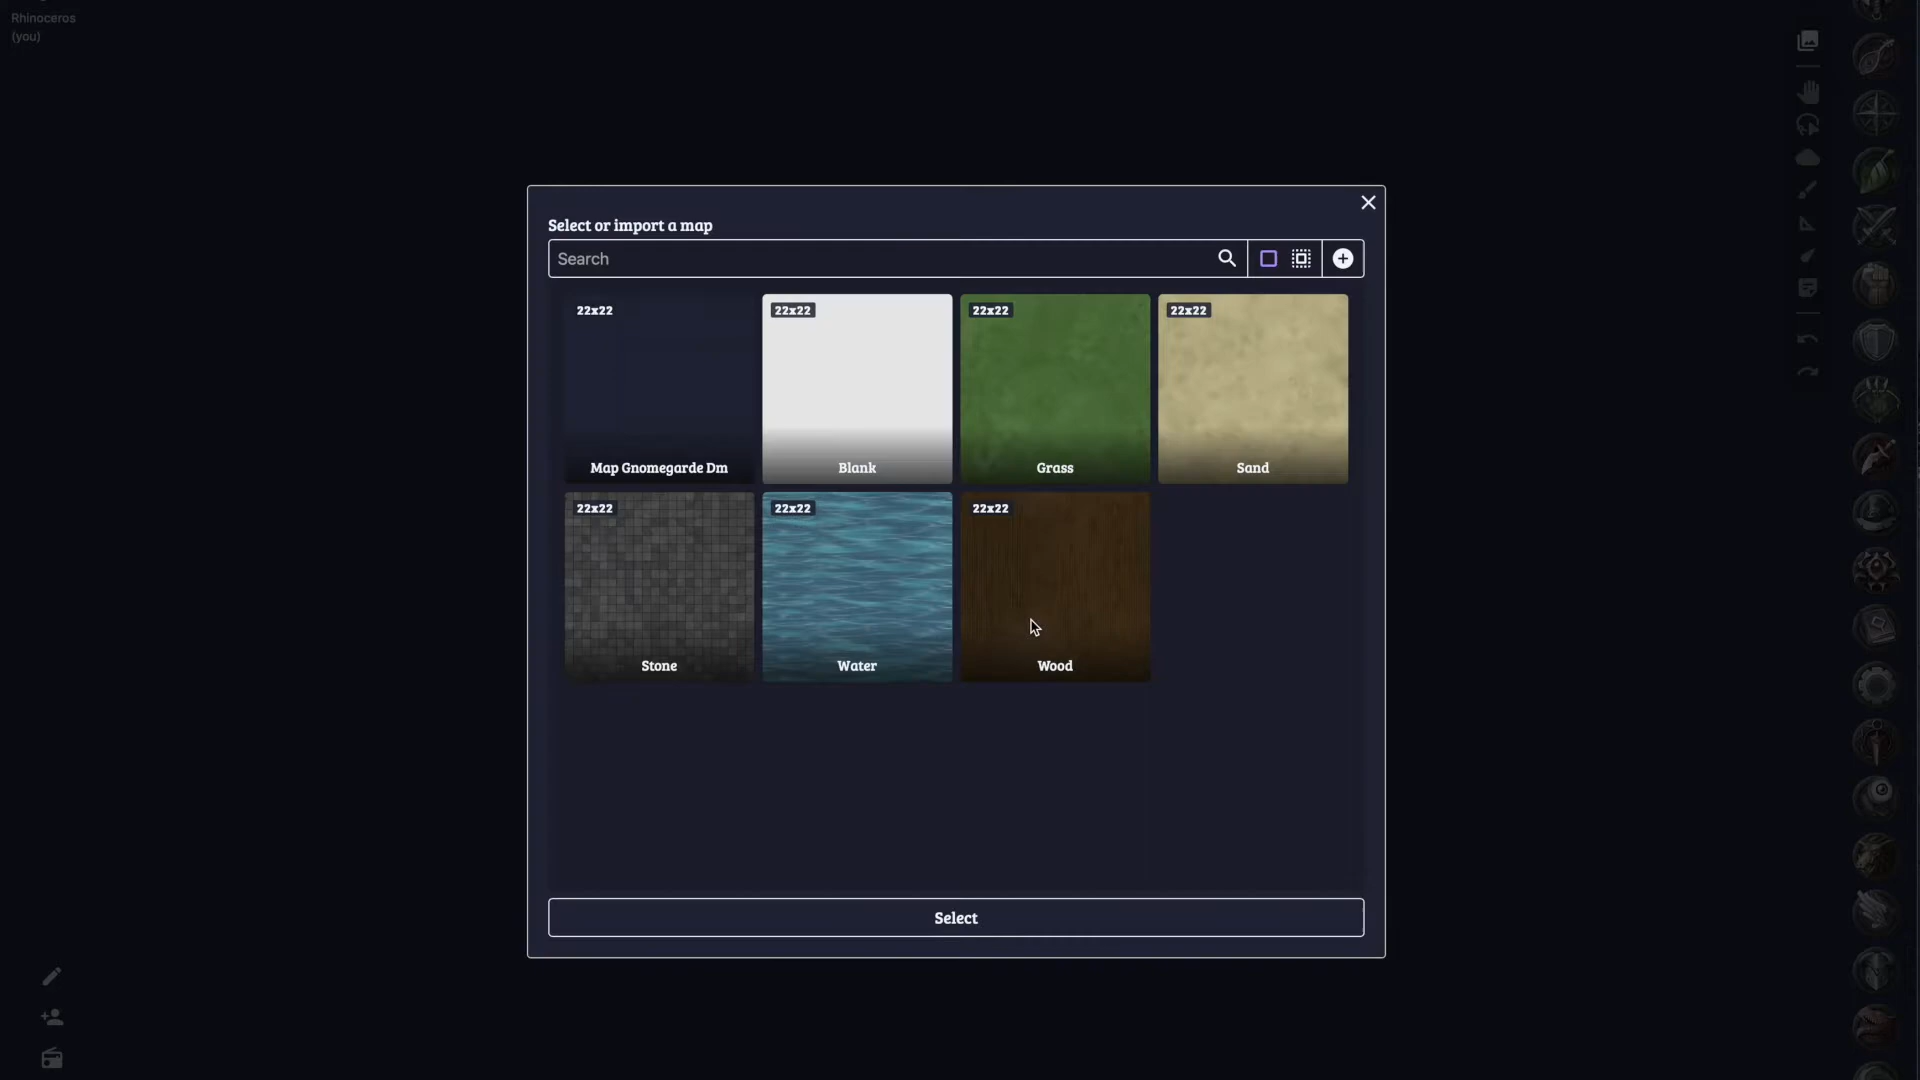 Rhinoceros
(you)
Select or import a map
Search
22x22
22x22
22x22
22x22
Map Gnomegarde Dm
Blank
Grass
Sand
22x22
22x22
22x22
Stone
Water
Wood
Select